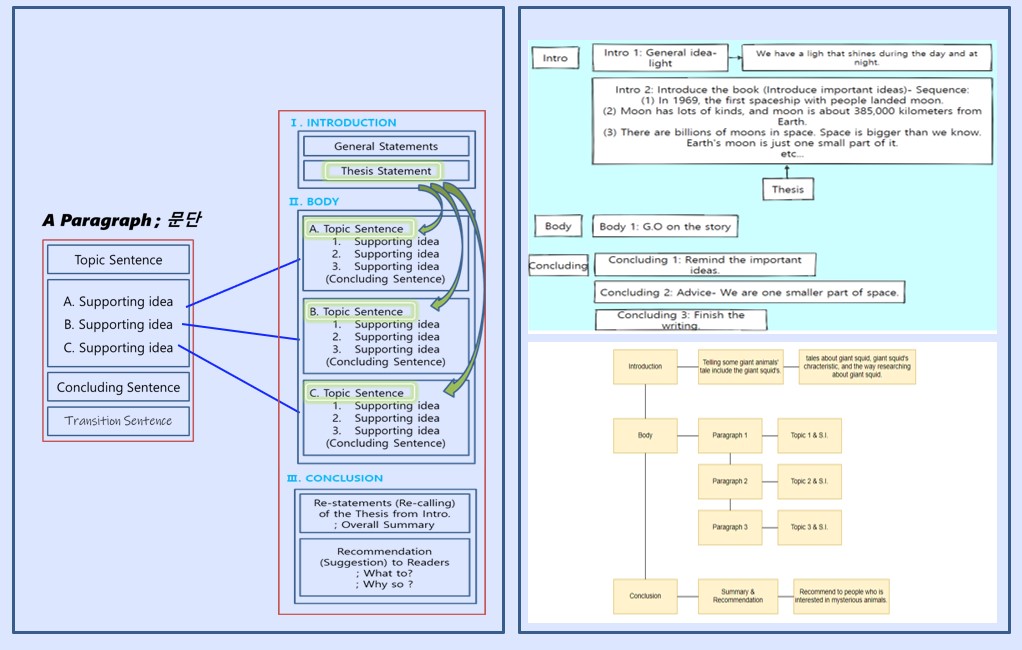 A Paragraph ; 문단
Topic Sentence
A. Supporting idea
B. Supporting idea
C. Supporting idea
Concluding Sentence
Transition Sentence
Ⅰ. INTRODUCTION
General Statements
Thesis Statement
Ⅱ. BODY
A. Topic Sentence
1. Supporting idea
2. Supporting idea
3. Supporting idea
(Concluding Sentence)
B. Topic Sentence
1. Supporting idea
2. Supporting idea
3. Supporting idea
(Concluding Sentence)
C. Topic Sentence
1. Supporting idea
2. Supporting idea
3. Supporting idea
(Concluding Sentence)
Ⅲ. CONCLUSION
Re-statements (Re-calling)
of the Thesis from Intro.
; Overall Summary
Recommendation
(Suggestion) to Readers
; What to?
; Why so ?
Intro
Intro 1: General idea-
light
We have a ligh that shines during the day and at
night.
Intro 2: Introduce the book (Introduce important ideas)- Sequence:
(1) In 1969, the first spaceship with people landed moon.
(2) Moon has lots of kinds, and moon is about 385,000 kilometers from
Earth.
(3) There are billions of moons in space. Space is bigger than we know.
Earth's moon is just one small part of it.
etc...
Thesis
Body
Body 1: G.O on the story
Concluding
Concluding 1: Remind the important
ideas.
Concluding 2: Advice- We are one smaller part of space.
Concluding 3: Finish the
writing.
Introduction
Telling some giant animals'
tale include the giant squid's.
tales about giant squid, giant squid's
chracteristic, and the way researching
about giant squid.
Body
Paragraph 1
Topic 1 & S.I.
Paragraph 2
Topic 2 & S.I.
Paragraph 3
Topic 3 & S.I.
Conclusion
Summary &
Recommendation
Recommend to people who is
interested in mysterious animals.